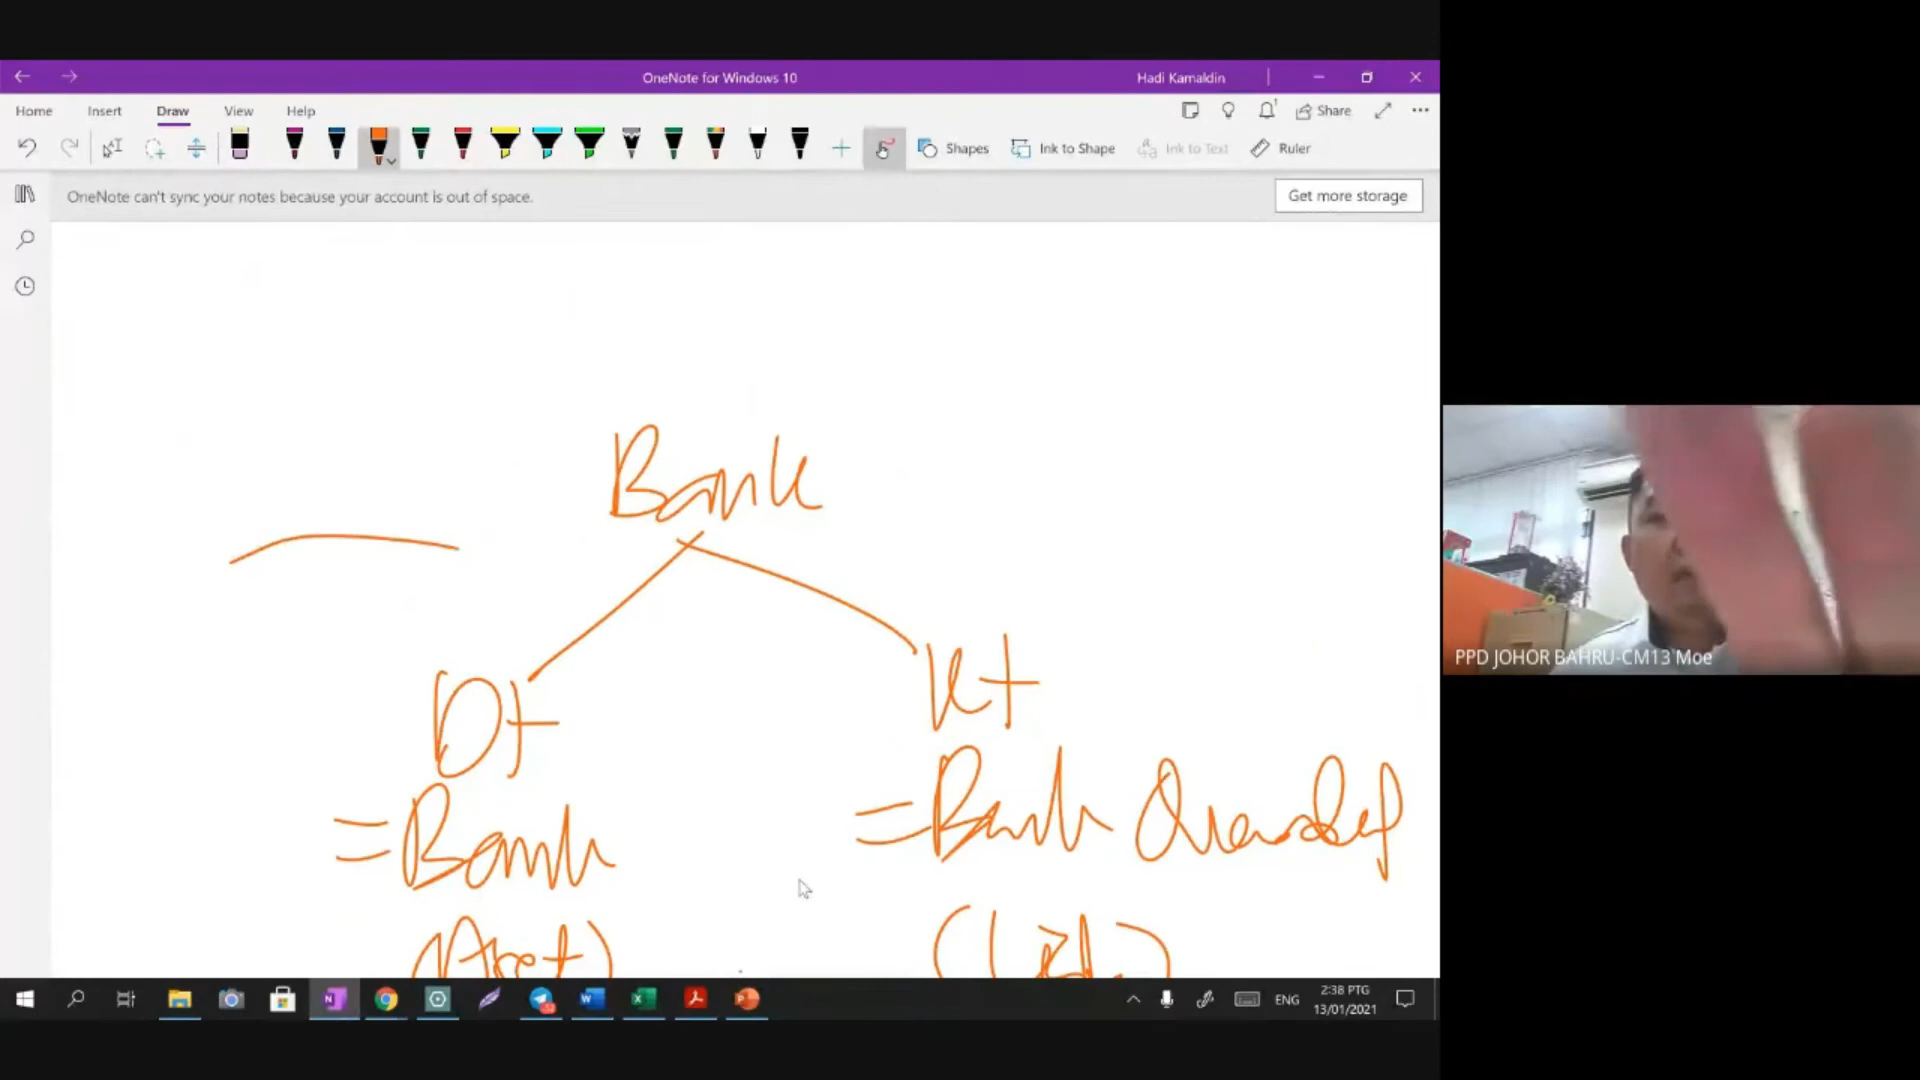 OneNote for Windows 10
Hadi Kamaldin
Home Insert Draw View Help
Share
Shapes Ink to Shape Ink to Text Ruler
OneNote can't sync your notes because your account is out of space.
Get more storage
Bank
Dt
Kt
=Bank
=Bank Overdraf
(Aset)
PPD JOHOR BAHRU-CM13 Moe
ENG
2:38 PTG
13/01/2021